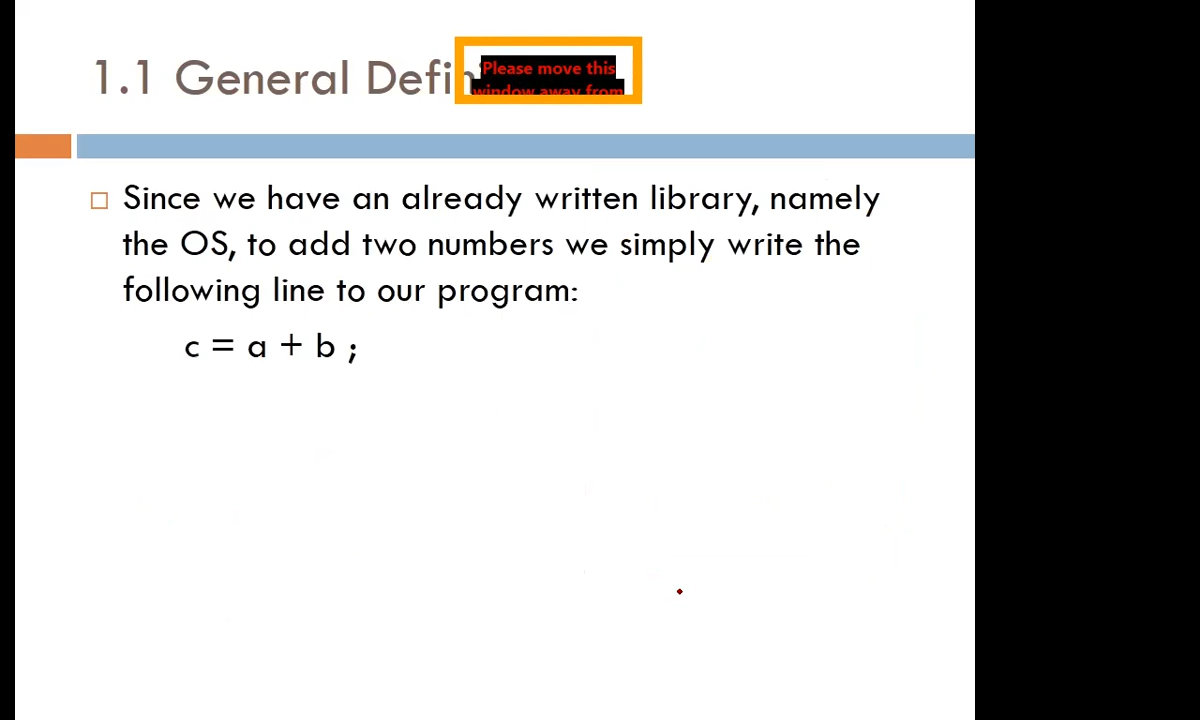 1.1 General Defin
Please move this
window away from
Since we have an already written library, namely
the OS, to add two numbers we simply write the
following line to our program:
c = a + b ;